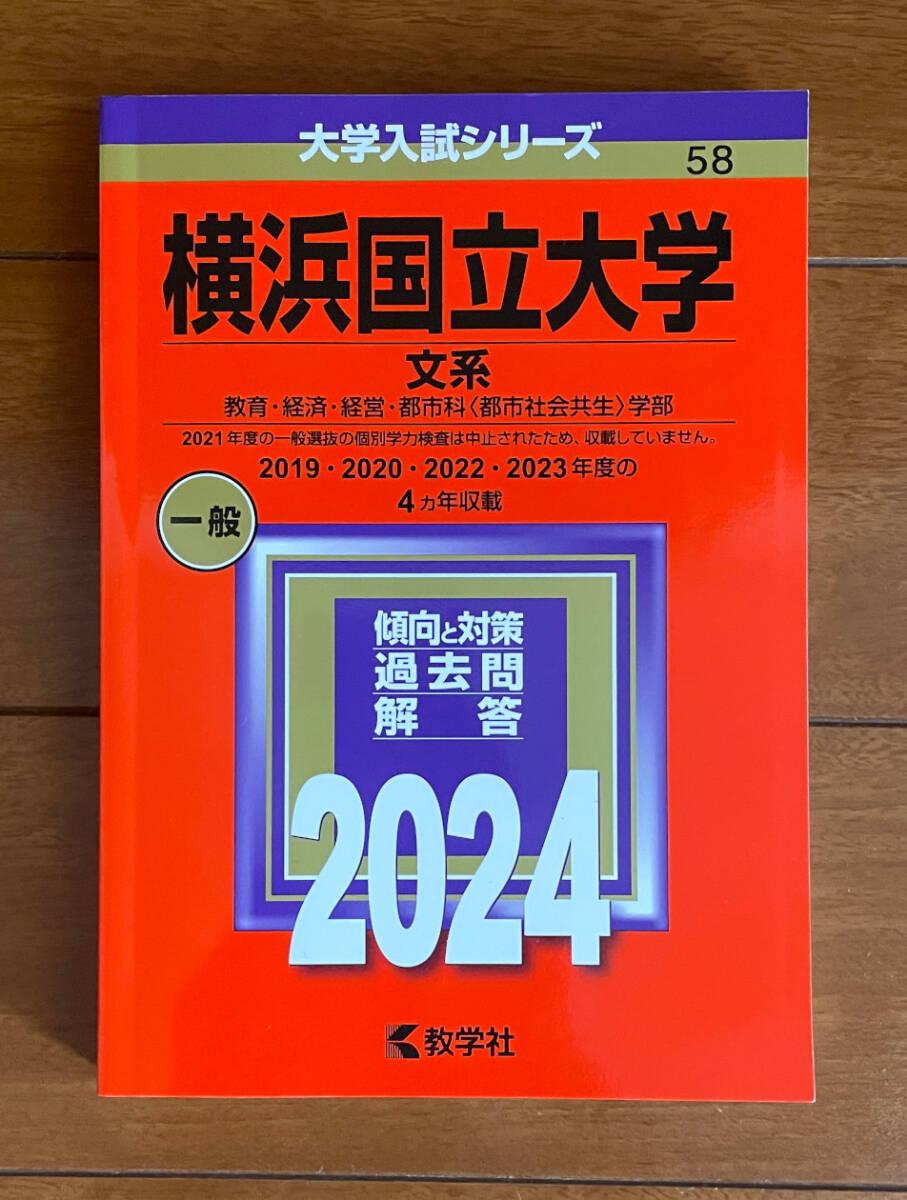 大学入試シリーズ
58
横浜国立大学
文系
教育・経済・経営・都市科〈都市社会共生〉学部
2021年度の一般選抜の個別学力検査は中止されたため、収載していません。
2019・2020・2022・2023年度の
4ヵ年収載
一般
傾向と対策
過去問
解答
2024
教学社